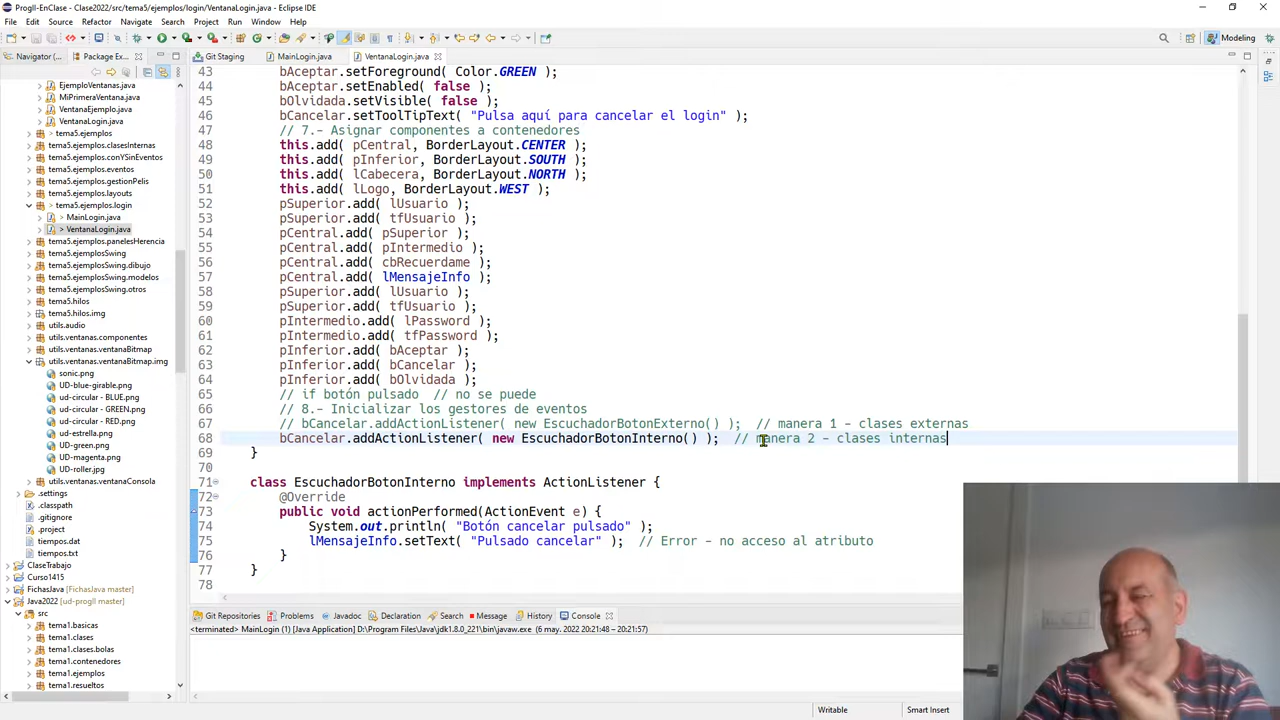 ProgII-EnClase - Clase2022/src/tema5/ejemplos/login/VentanaLogin.java - Eclipse IDE
File Edit Source Refactor Navigate Search Project Run Window Help
Modeling
Navigator (...
Package Ex...
Git Staging
MainLogin.java
VentanaLogin.java
EjemploVentanas.java
MiPrimeraVentana.java
VentanaEjemplo.java
VentanaLogin.java
tema5.ejemplos
tema5.ejemplos.clasesInternas
tema5.ejemplos.conYSinEventos
tema5.ejemplos.eventos
tema5.ejemplos.gestionPelis
tema5.ejemplos.layouts
tema5.ejemplos.login
> MainLogin.java
> VentanaLogin.java
tema5.ejemplos.panelesHerencia
tema5.ejemplosSwing
tema5.ejemplosSwing.dibujo
tema5.ejemplosSwing.modelos
tema5.ejemplosSwing.otros
tema5.hilos
tema5.hilos.img
utils.audio
utils.ventanas.componentes
utils.ventanas.ventanaBitmap
utils.ventanas.ventanaBitmap.img
sonic.png
UD-blue-girable.png
ud-circular - BLUE.png
ud-circular - GREEN.png
ud-circular - RED.png
ud-estrella.png
UD-green.png
UD-magenta.png
UD-roller.jpg
utils.ventanas.ventanaConsola
.settings
.classpath
.gitignore
.project
tiempos.dat
tiempos.txt
ClaseTrabajo
Curso1415
FichasJava [FichasJava master]
Java2022 [ud-progII master]
src
tema1.basicas
tema1.clases
tema1.clases.bolas
tema1.contenedores
tema1.ejemplos
tema1.resueltos
43 bAceptar.setForeground( Color.GREEN );
44 bAceptar.setEnabled( false );
45 bOlvidada.setVisible( false );
46 bCancelar.setToolTipText( "Pulsa aquí para cancelar el login" );
47 // 7.- Asignar componentes a contenedores
48 this.add( pCentral, BorderLayout.CENTER );
49 this.add( pInferior, BorderLayout.SOUTH );
50 this.add( lCabecera, BorderLayout.NORTH );
51 this.add( lLogo, BorderLayout.WEST );
52 pSuperior.add( lUsuario );
53 pSuperior.add( tfUsuario );
54 pCentral.add( pSuperior );
55 pCentral.add( pIntermedio );
56 pCentral.add( cbRecuerdame );
57 pCentral.add( lMensajeInfo );
58 pSuperior.add( lUsuario );
59 pSuperior.add( tfUsuario );
60 pIntermedio.add( lPassword );
61 pIntermedio.add( tfPassword );
62 pInferior.add( bAceptar );
63 pInferior.add( bCancelar );
64 pInferior.add( bOlvidada );
65 // if botón pulsado // no se puede
66 // 8.- Inicializar los gestores de eventos
67 // bCancelar.addActionListener( new EscuchadorBotonExterno() ); // manera 1 - clases externas
68 bCancelar.addActionListener( new EscuchadorBotonInterno() ); // manera 2 - clases internas
69 }
70
71 class EscuchadorBotonInterno implements ActionListener {
72 @Override
73 public void actionPerformed(ActionEvent e) {
74 System.out.println( "Botón cancelar pulsado" );
75 lMensajeInfo.setText( "Pulsado cancelar" ); // Error - no acceso al atributo
76 }
77 }
78
Git Repositories Problems Javadoc Declaration Search Message History Console
<terminated> MainLogin (1) [Java Application] D:\Program Files\Java\jdk1.8.0_221\bin\javaw.exe (6 may. 2022 20:21:48 – 20:21:57)
Writable Smart Insert